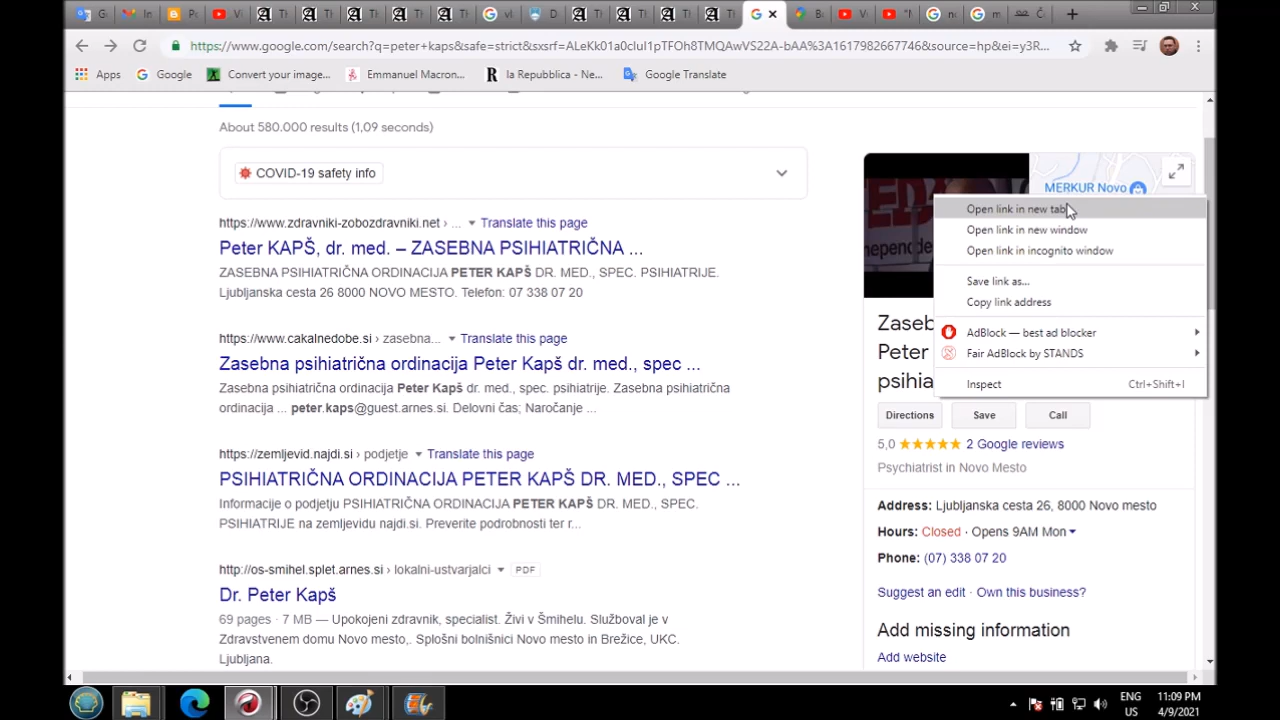 https://www.google.com/search?q=peter+kaps&safe=strict&sxsrf=ALeKk01a0cIuI1pTFOh8TMQAwVS22A-bAA%3A1617982667746&source=hp&ei=y3R...
Apps
Google
Convert your image...
Emmanuel Macron...
R la Repubblica - Ne...
Google Translate
About 580.000 results (1,09 seconds)
COVID-19 safety info
https://www.zdravniki-zobozdravniki.net › ... Translate this page
Peter KAPŠ, dr. med. – ZASEBNA PSIHIATRIČNA ...
ZASEBNA PSIHIATRIČNA ORDINACIJA PETER KAPŠ DR. MED., SPEC. PSIHIATRIJE.
Ljubljanska cesta 26 8000 NOVO MESTO. Telefon: 07 338 07 20
https://www.cakalnedobe.si › zasebna... Translate this page
Zasebna psihiatrična ordinacija Peter Kapš dr. med., spec ...
Zasebna psihiatrična ordinacija Peter Kapš dr. med., spec. psihiatrije. Zasebna psihiatrična
ordinacija ... peter.kaps@guest.arnes.si. Delovni čas; Naročanje ...
https://zemljevid.najdi.si › podjetje Translate this page
PSIHIATRIČNA ORDINACIJA PETER KAPŠ DR. MED., SPEC ...
Informacije o podjetju PSIHIATRIČNA ORDINACIJA PETER KAPŠ DR. MED., SPEC.
PSIHIATRIJE na zemljevidu najdi.si. Preverite podrobnosti ter r...
http://os-smihel.splet.arnes.si › lokalni-ustvarjalci PDF
Dr. Peter Kapš
69 pages · 7 MB — Upokojeni zdravnik, specialist. Živi v Šmihelu. Služboval je v
Zdravstvenem domu Novo mesto,. Splošni bolnišnici Novo mesto in Brežice, UKC.
Ljubljana.
MERKUR Novo
Open link in new tab
Open link in new window
Open link in incognito window
Save link as...
Copy link address
AdBlock — best ad blocker
Fair AdBlock by STANDS
Inspect Ctrl+Shift+I
Zaseb
Peter
psihia
Directions
Save
Call
5,0 2 Google reviews
Psychiatrist in Novo Mesto
Address: Ljubljanska cesta 26, 8000 Novo mesto
Hours: Closed · Opens 9AM Mon
Phone: (07) 338 07 20
Suggest an edit · Own this business?
Add missing information
Add website
ENG
US
11:09 PM
4/9/2021